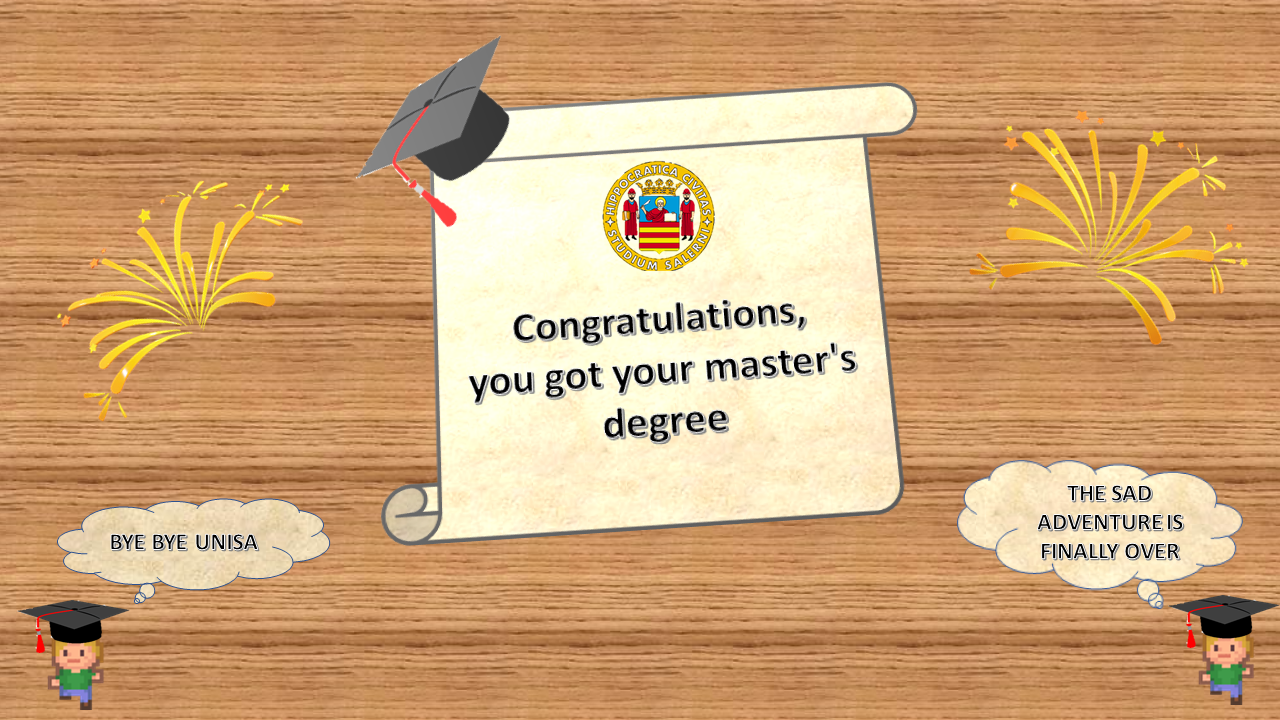 HIPPOCRATICA CIVITAS
STUDIUM SALERNI
Congratulations,
you got your master's
degree
BYE BYE UNISA
THE SAD
ADVENTURE IS
FINALLY OVER